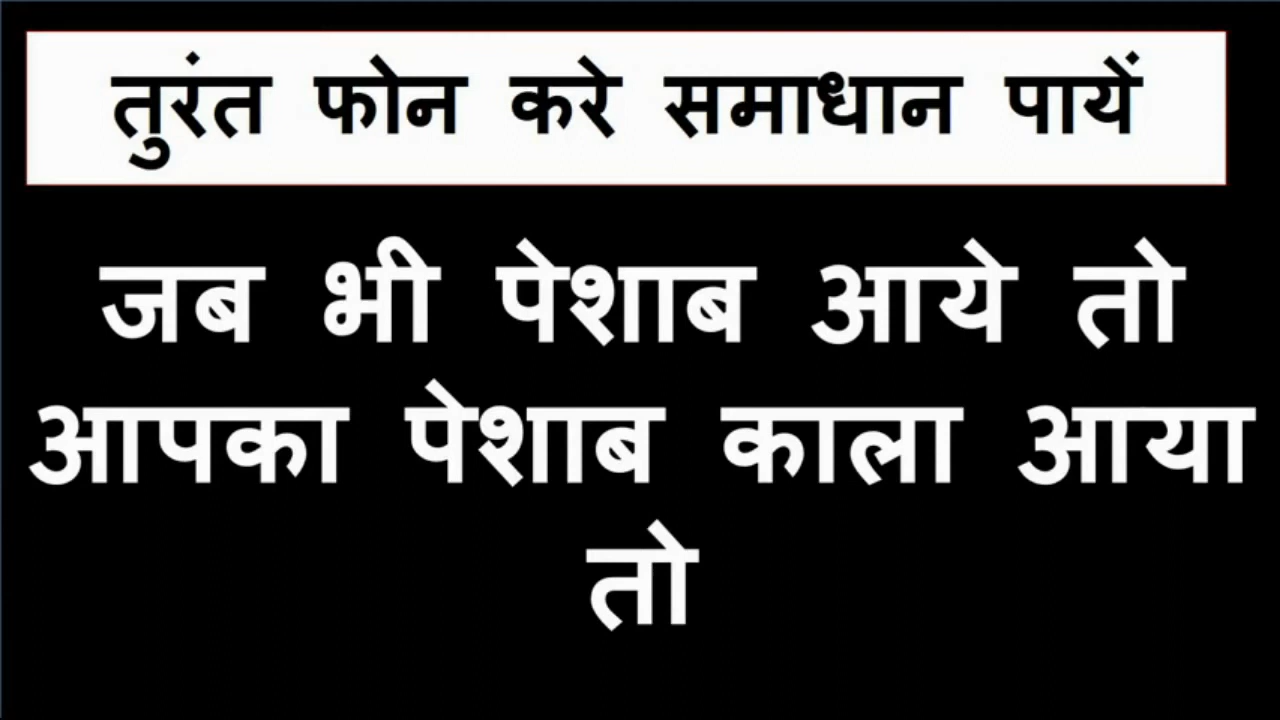 तुरंत फोन करे समाधान पायें
जब भी पेशाब आये तो
आपका पेशाब काला आया
तो